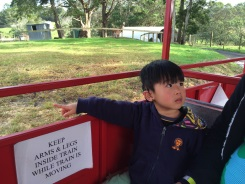 KEEP
ARMS & LEGS
INSIDE TRAIN
WHILE TRAIN IS
MOVING